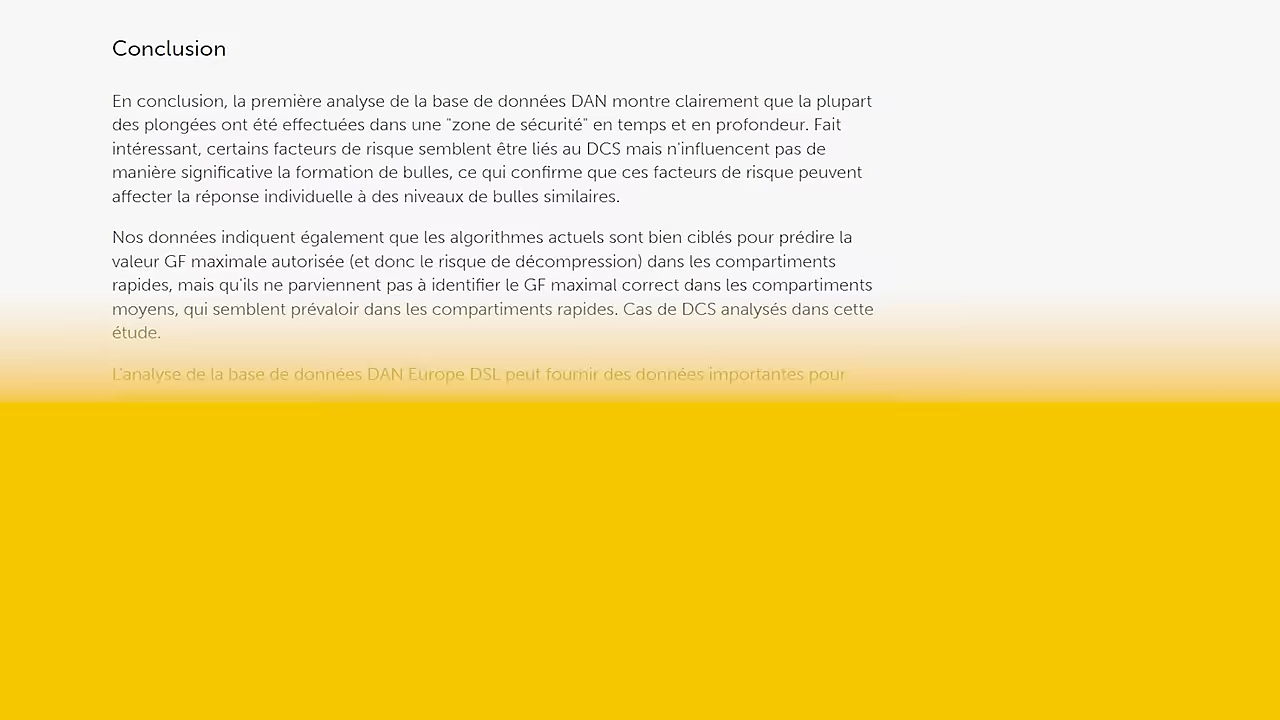 Conclusion
En conclusion, la première analyse de la base de données DAN montre clairement que la plupart
des plongées ont été effectuées dans une "zone de sécurité" en temps et en profondeur. Fait
intéressant, certains facteurs de risque semblent être liés au DCS mais n'influencent pas de
manière significative la formation de bulles, ce qui confirme que ces facteurs de risque peuvent
affecter la réponse individuelle à des niveaux de bulles similaires.
Nos données indiquent également que les algorithmes actuels sont bien ciblés pour prédire la
valeur GF maximale autorisée (et donc le risque de décompression) dans les compartiments
rapides, mais qu'ils ne parviennent pas à identifier le GF maximal correct dans les compartiments
moyens, qui semblent prévaloir dans les compartiments rapides. Cas de DCS analysés dans cette
étude.
L'analyse de la base de données DAN Europe DSL peut fournir des données importantes pour